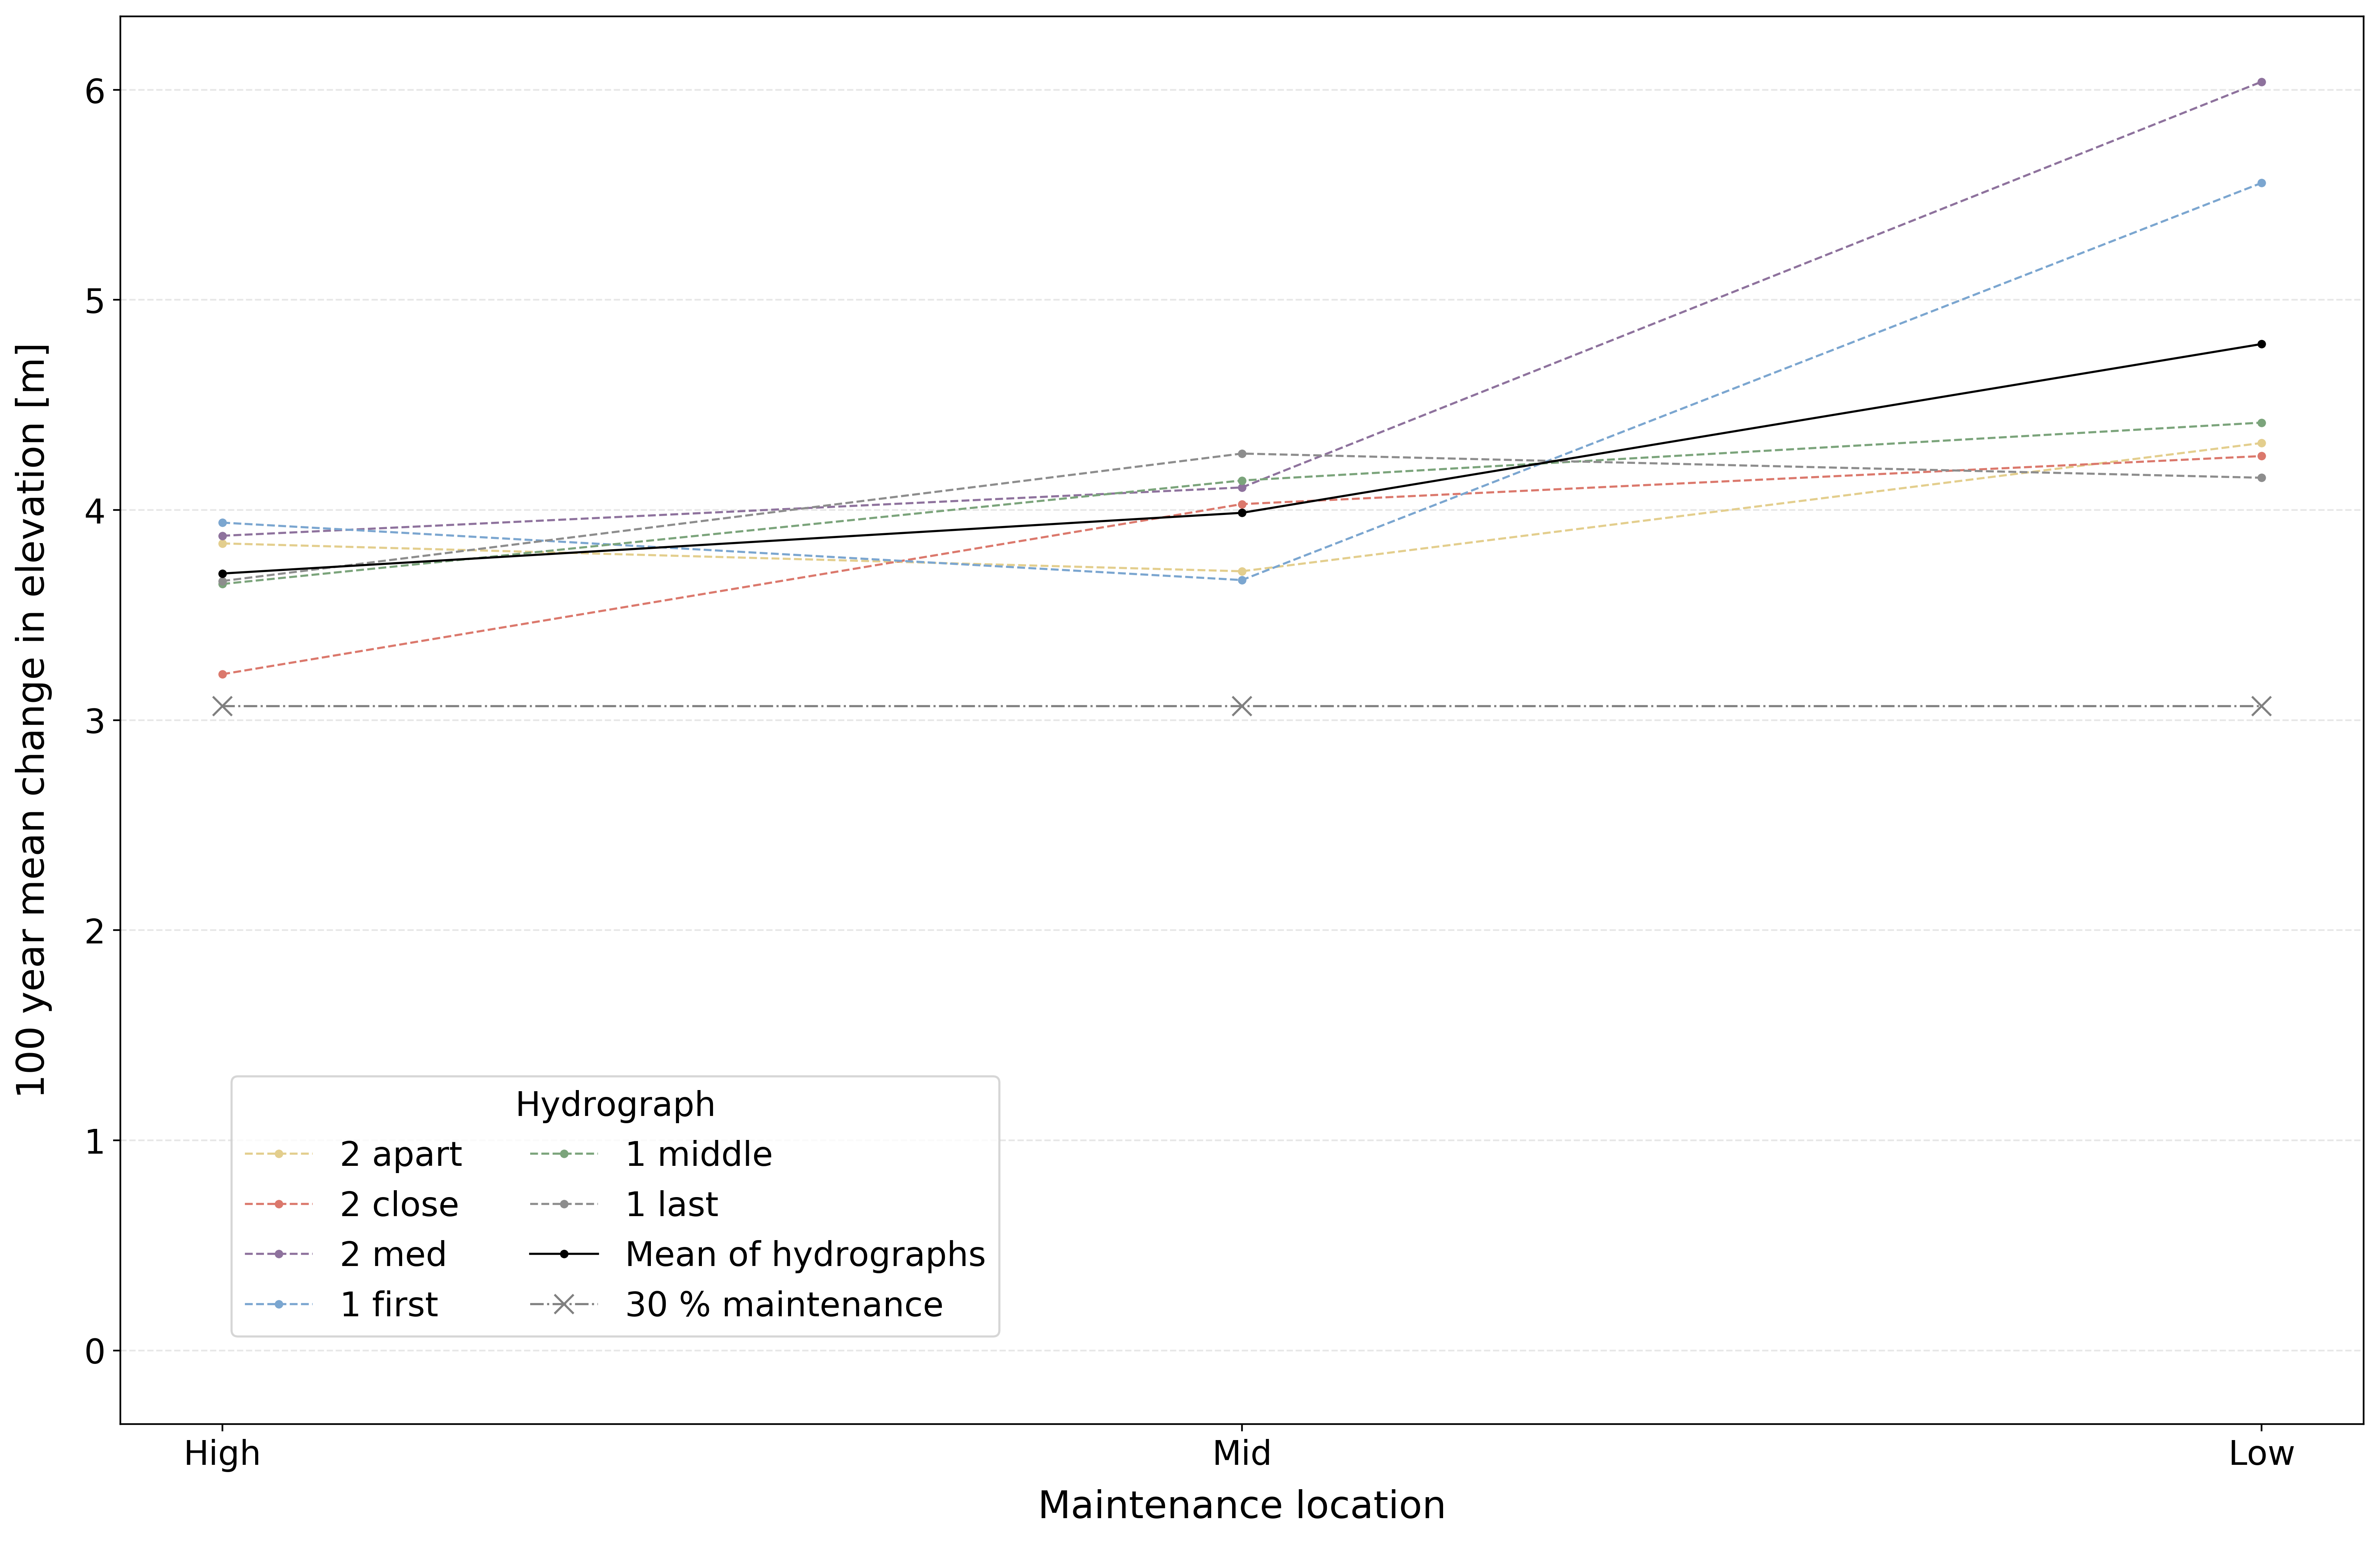 100 year mean change in elevation [m]
6
5
4
3
2
1
0
Hydrograph
2 apart
2 close
2 med
1 first
1 middle
1 last
Mean of hydrographs
30 % maintenance
High
Mid
Low
Maintenance location